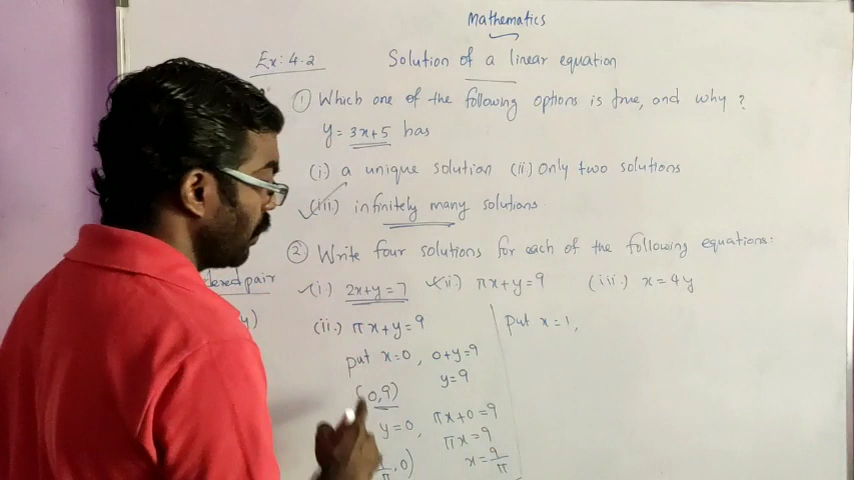 Mathematics
Ex: 4.2 Solution of a linear equation
① Which one of the following options is true, and why?
y = 3x+5 has
(i.) a unique solution (ii.) Only two solutions
(iii.) infinitely many solutions.
② Write four solutions for each of the following equations:
dered pair
(i.) 2x+y=7 (ii.) πx+y=9 (iii.) x=4y
y)
(ii.) πx+y=9
put x=0, 0+y=9
y=9
(0,9)
y=0, πx+0=9
πx=9
x=9/π
/π,0)
put x=1,